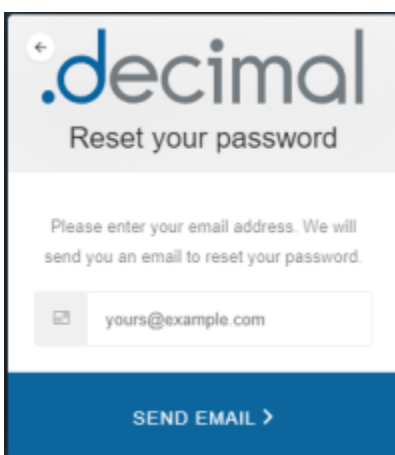 .decimal
Reset your password
Please enter your email address. We will
send you an email to reset your password.
yours@example.com
SEND EMAIL